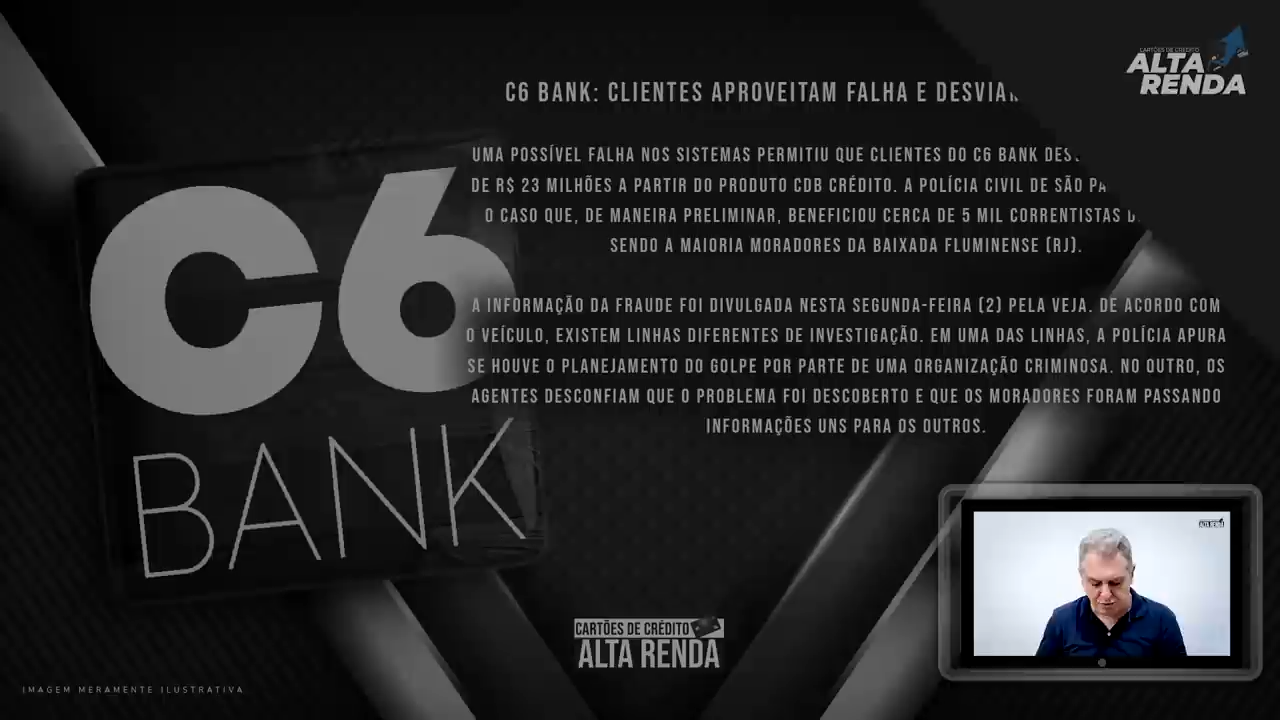 CARTÕES DE CRÉDITO
ALTA
RENDA
C6 BANK: CLIENTES APROVEITAM FALHA E
UMA POSSÍVEL FALHA NOS SISTEMAS PERMITIU QUE CLIENTES DO C6 BANK
DE R$ 23 MILHÕES A PARTIR DO PRODUTO CDB CRÉDITO. A POLÍCIA CIVIL DE SÃO
O CASO QUE, DE MANEIRA PRELIMINAR, BENEFICIOU CERCA DE 5 MIL CORRENTISTAS
SENDO A MAIORIA MORADORES DA BAIXADA FLUMINENSE (RJ).
A INFORMAÇÃO DA FRAUDE FOI DIVULGADA NESTA SEGUNDA-FEIRA (2) PELA VEJA. DE ACORDO COM
O VEÍCULO, EXISTEM LINHAS DIFERENTES DE INVESTIGAÇÃO. EM UMA DAS LINHAS, A POLÍCIA APURA
SE HOUVE O PLANEJAMENTO DO GOLPE POR PARTE DE UMA ORGANIZAÇÃO CRIMINOSA. NO OUTRO, OS
AGENTES DESCONFIAM QUE O PROBLEMA FOI DESCOBERTO E QUE OS MORADORES FORAM PASSANDO
INFORMAÇÕES UNS PARA OS OUTROS.
C6
BANK
CARTÕES DE CRÉDITO
ALTA RENDA
IMAGEM MERAMENTE ILUSTRATIVA